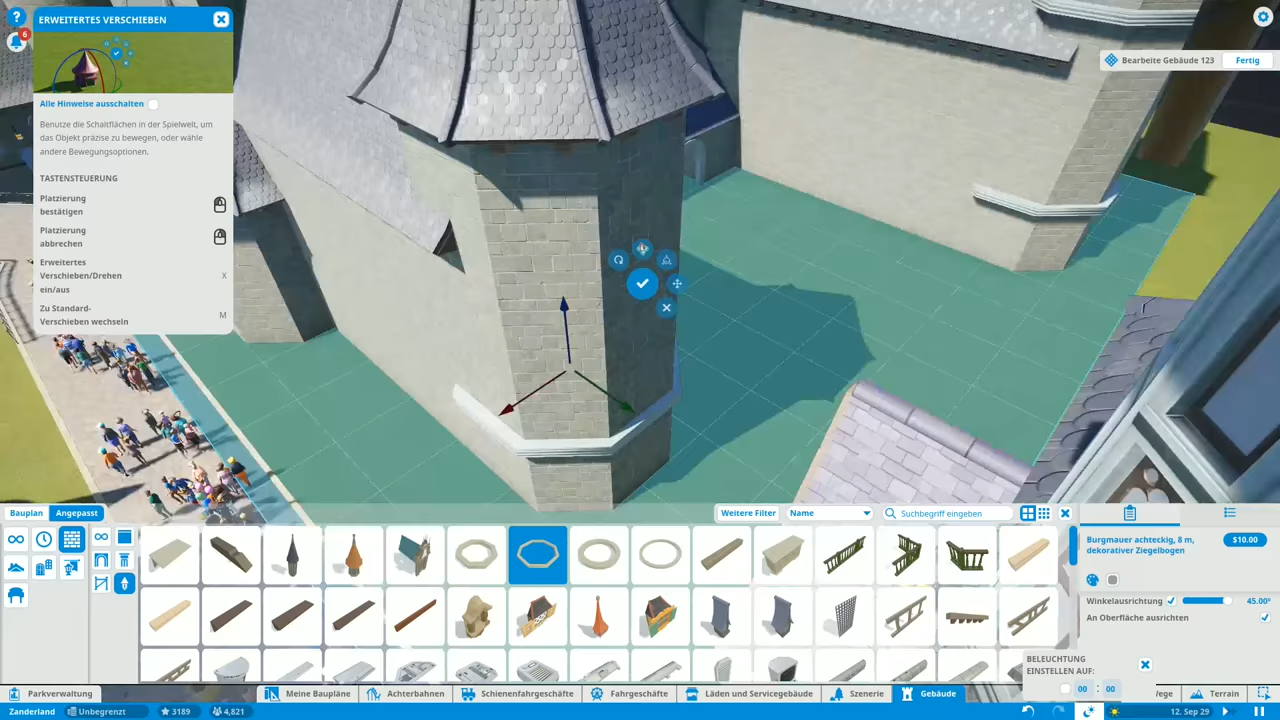 ?
6
ERWEITERTES VERSCHIEBEN
Alle Hinweise ausschalten
Benutze die Schaltflächen in der Spielwelt, um
das Objekt präzise zu bewegen, oder wähle
andere Bewegungsoptionen.
TASTENSTEUERUNG
Platzierung
bestätigen
Platzierung
abbrechen
Erweitertes
Verschieben/Drehen
ein/aus
X
Zu Standard-
Verschieben wechseln
M
Bearbeite Gebäude 123
Fertig
Bauplan
Angepasst
Weitere Filter
Name
Suchbegriff eingeben
Burgmauer achteckig, 8 m,
dekorativer Ziegelbogen
$10.00
Winkelausrichtung
45.00°
An Oberfläche ausrichten
BELEUCHTUNG
EINSTELLEN AUF:
00 : 00
Parkverwaltung
Meine Baupläne
Achterbahnen
Schienenfahrgeschäfte
Fahrgeschäfte
Läden und Servicegebäude
Szenerie
Gebäude
ege
Terrain
Zanderland
Unbegrenzt
3189
4,821
12. Sep 29